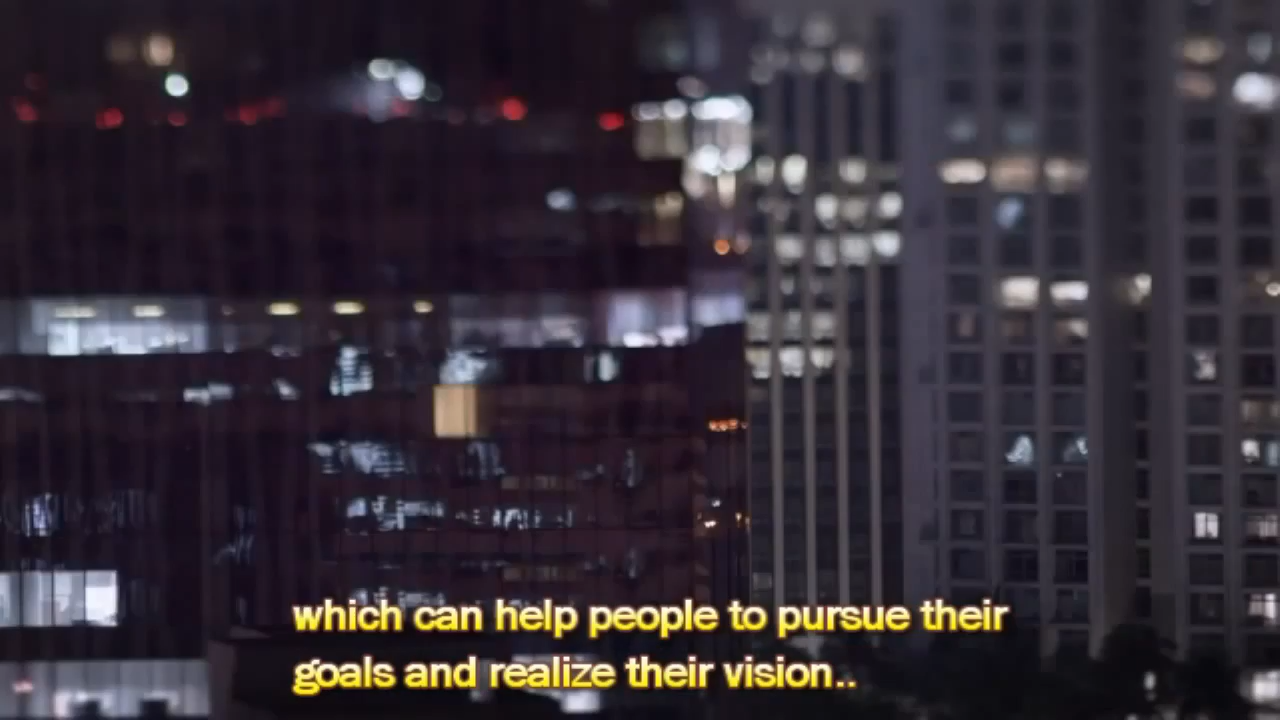 which can help people to pursue their
goals and realize their vision..